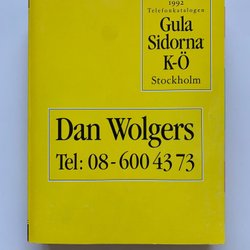 1992
Telefonkatalogen
Gula
Sidorna
K-Ö
Stockholm
Dan Wolgers
Tel: 08-600 43 73